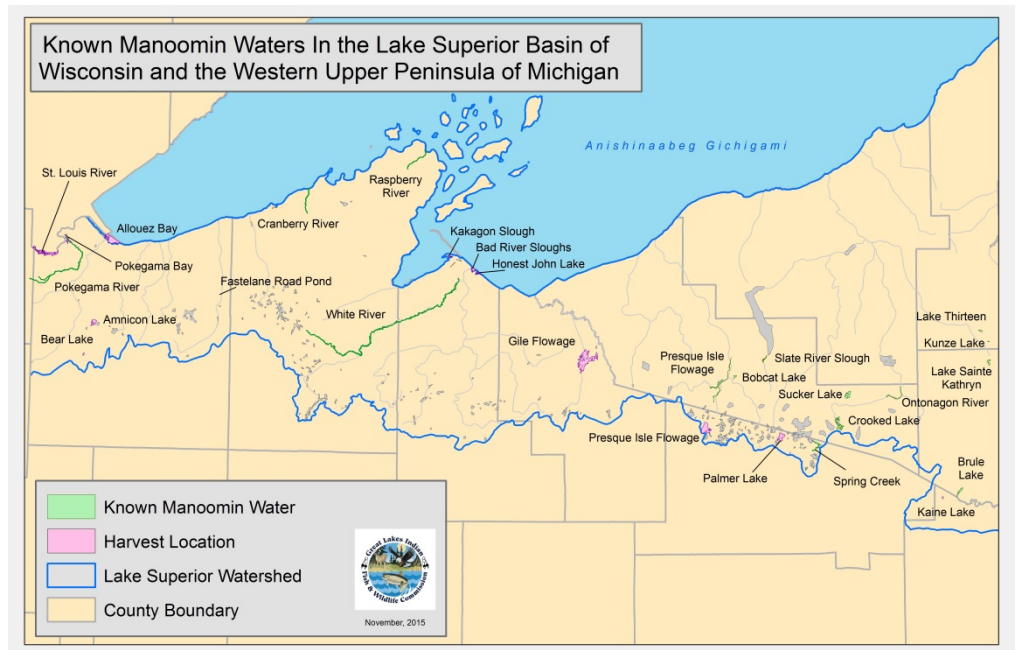 Known Manoomin Waters In the Lake Superior Basin of
Wisconsin and the Western Upper Peninsula of Michigan
Anishinaabeg Gichigami
St. Louis River
Allouez Bay
Pokegama Bay
Pokegama River
Amnicon Lake
Bear Lake
Fastelane Road Pond
Cranberry River
Raspberry
River
Kakagon Slough
Bad River Sloughs
Honest John Lake
White River
Gile Flowage
Presque Isle
Flowage
Slate River Slough
Bobcat Lake
Sucker Lake
Lake Thirteen
Kunze Lake
Lake Sainte
Kathryn
Ontonagon River
Crooked Lake
Presque Isle Flowage
Palmer Lake
Spring Creek
Brule
Lake
Kaine Lake
Known Manoomin Water
Harvest Location
Lake Superior Watershed
County Boundary
Great Lakes Indian
Fish & Wildlife Commission
November, 2015